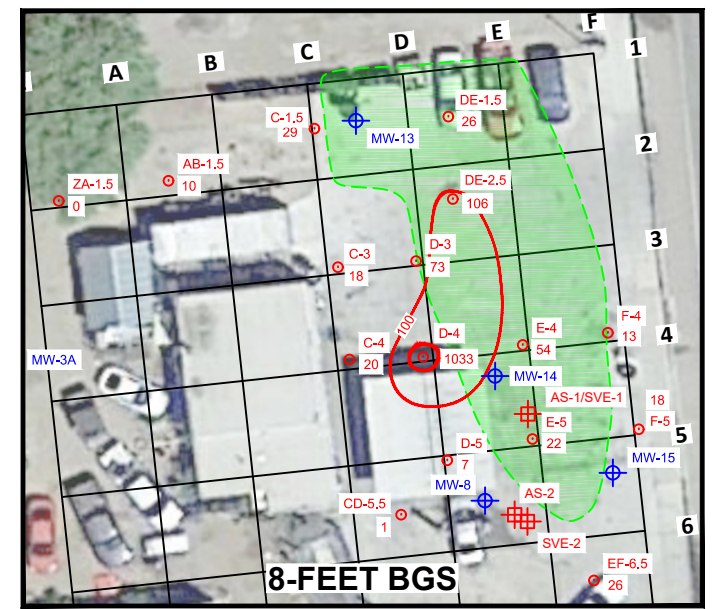 A
B
C
D
E
F
1
C-1.5
29
DE-1.5
26
MW-13
2
AB-1.5
10
ZA-1.5
0
DE-2.5
106
3
D-3
73
C-3
18
100
F-4
13
4
MW-3A
C-4
20
D-4
1033
E-4
54
MW-14
AS-1/SVE-1
18
F-5
5
E-5
22
D-5
7
MW-15
MW-8
AS-2
CD-5.5
1
SVE-2
6
EF-6.5
26
8-FEET BGS